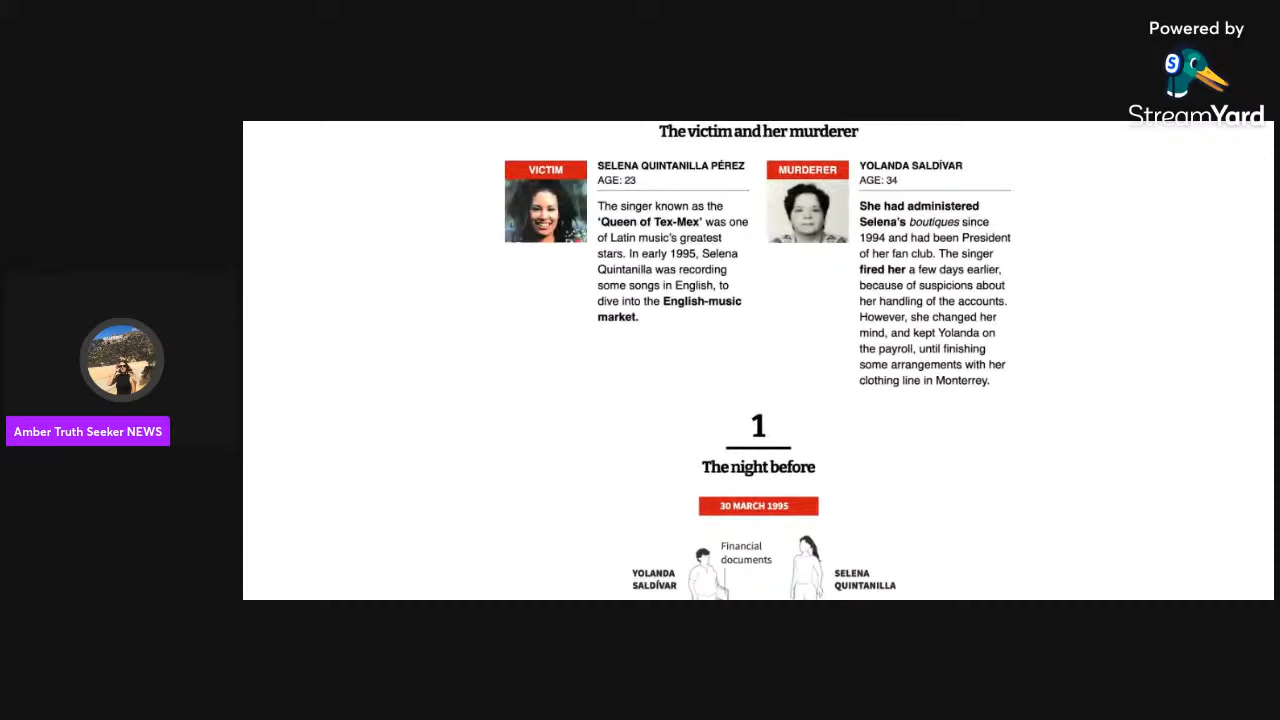 Powered by
S
StreamYard
The victim and her murderer
VICTIM
SELENA QUINTANILLA PÉREZ
AGE: 23
The singer known as the
‘Queen of Tex-Mex’ was one
of Latin music's greatest
stars. In early 1995, Selena
Quintanilla was recording
some songs in English, to
dive into the English-music
market.
MURDERER
YOLANDA SALDÍVAR
AGE: 34
She had administered
Selena’s boutiques since
1994 and had been President
of her fan club. The singer
fired her a few days earlier,
because of suspicions about
her handling of the accounts.
However, she changed her
mind, and kept Yolanda on
the payroll, until finishing
some arrangements with her
clothing line in Monterrey.
Amber Truth Seeker NEWS
1
The night before
30 MARCH 1995
Financial
documents
YOLANDA
SALDÍVAR
SELENA
QUINTANILLA